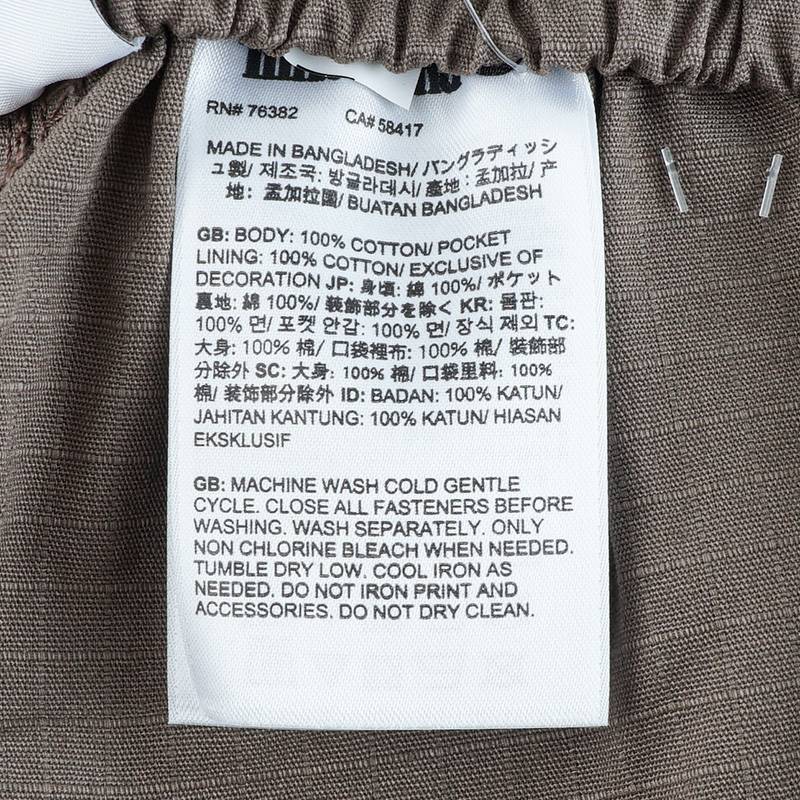 RN# 76382 CA# 58417
MADE IN BANGLADESH/ バングラディッシ
ュ製/ 제조국: 방글라데시/ 產地：孟加拉/ 产
地：孟加拉國/ BUATAN BANGLADESH
GB: BODY: 100% COTTON/ POCKET
LINING: 100% COTTON/ EXCLUSIVE OF
DECORATION JP: 身頃: 綿 100%/ ポケット
裏地: 綿 100%/ 装飾部分を除く KR: 몸판:
100% 면/ 포켓 안감: 100% 면/ 장식 제외 TC:
大身: 100% 棉/ 口袋裡布: 100% 棉/ 裝飾部
分除外 SC: 大身: 100% 棉/ 口袋里料: 100%
棉/ 装饰部分除外 ID: BADAN: 100% KATUN/
JAHITAN KANTUNG: 100% KATUN/ HIASAN
EKSKLUSIF
GB: MACHINE WASH COLD GENTLE
CYCLE. CLOSE ALL FASTENERS BEFORE
WASHING. WASH SEPARATELY. ONLY
NON CHLORINE BLEACH WHEN NEEDED.
TUMBLE DRY LOW. COOL IRON AS
NEEDED. DO NOT IRON PRINT AND
ACCESSORIES. DO NOT DRY CLEAN.